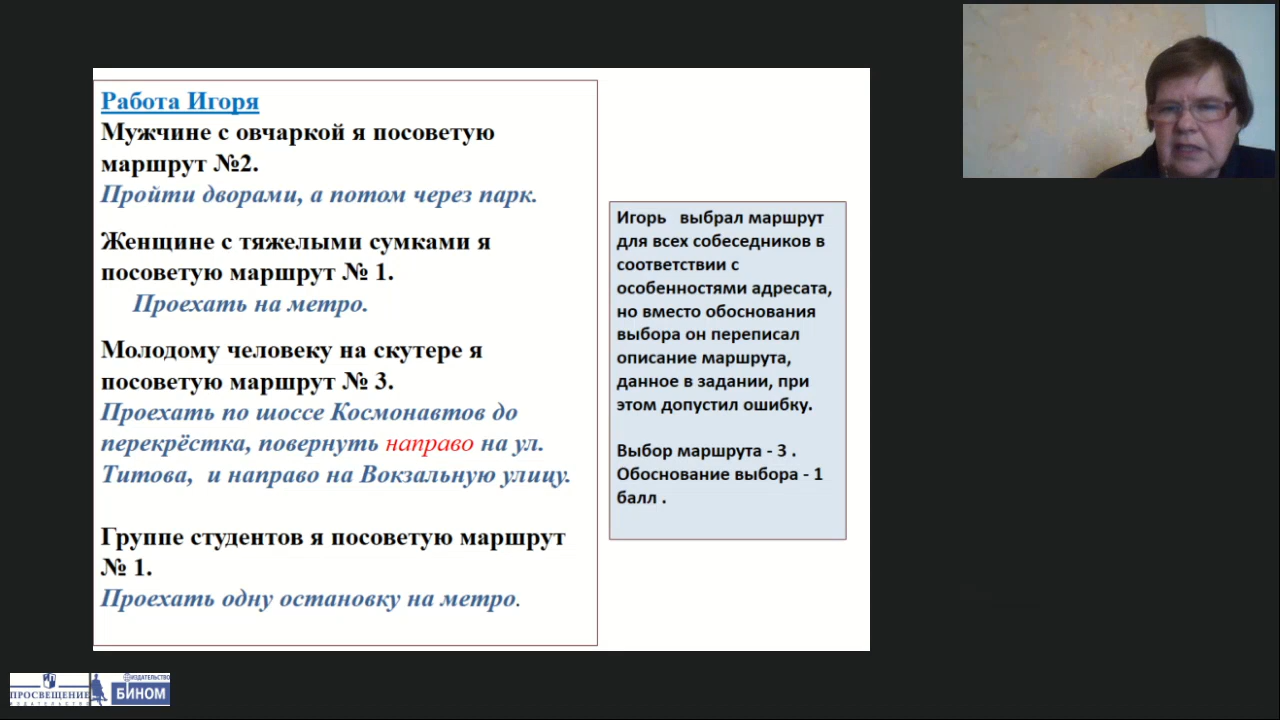 Работа Игоря
Мужчине с овчаркой я посоветую
маршрут №2.
Пройти дворами, а потом через парк.
Женщине с тяжелыми сумками я
посоветую маршрут № 1.
Проехать на метро.
Молодому человеку на скутере я
посоветую маршрут № 3.
Проехать по шоссе Космонавтов до
перекрёстка, повернуть направо на ул.
Титова, и направо на Вокзальную улицу.
Группе студентов я посоветую маршрут
№ 1.
Проехать одну остановку на метро.
Игорь выбрал маршрут
для всех собеседников в
соответствии с
особенностями адресата,
но вместо обоснования
выбора он переписал
описание маршрута,
данное в задании, при
этом допустил ошибку.
Выбор маршрута - 3 .
Обоснование выбора - 1
балл .
ПРОСВЕЩЕНИЕ
ИЗДАТЕЛЬСТВО
ИЗДАТЕЛЬСТВО
БИНОМ